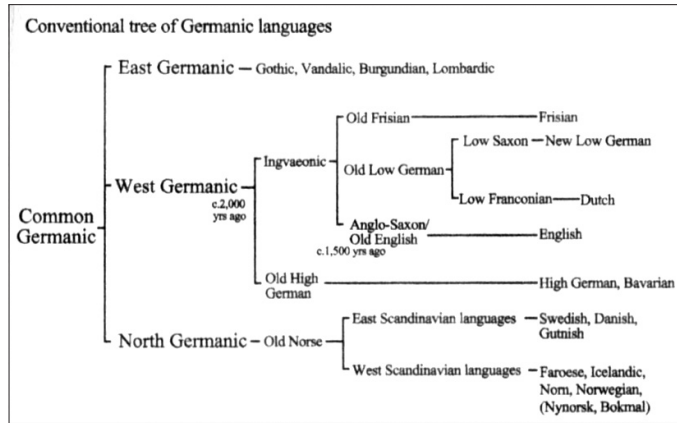 Conventional tree of Germanic languages
East Germanic – Gothic, Vandalic, Burgundian, Lombardic
Old Frisian
Frisian
Low Saxon – New Low German
Ingvaeonic
Old Low German
West Germanic
c.2,000
yrs ago
Low Franconian
Dutch
Common
Germanic
Anglo-Saxon/
Old English
c.1,500 yrs ago
English
Old High
German
High German, Bavarian
East Scandinavian languages – Swedish, Danish,
Gutnish
North Germanic – Old Norse
West Scandinavian languages – Faroese, Icelandic,
Norn, Norwegian,
(Nynorsk, Bokmal)